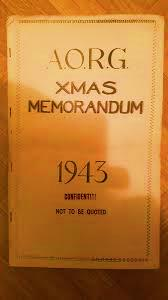 A.O.R.G.
XMAS
MEMORANDUM
1943
CONFIDENTIAL
NOT TO BE QUOTED